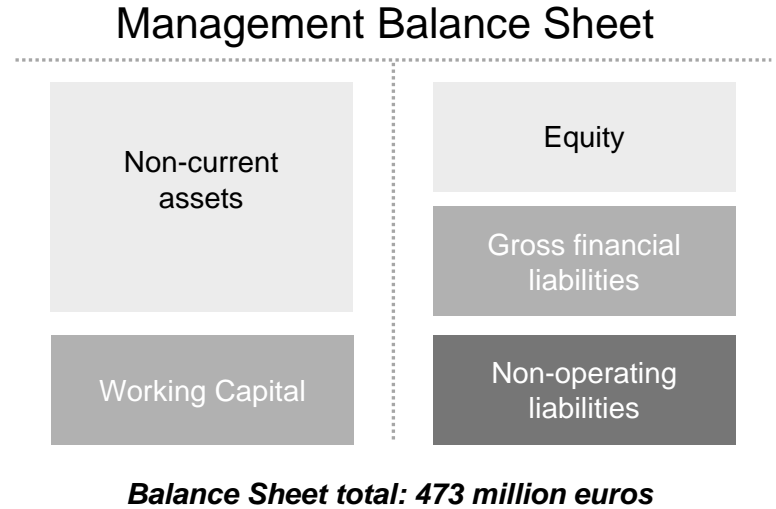 Management Balance Sheet
Non-current
assets
Working Capital
Equity
Gross financial
liabilities
Non-operating
liabilities
Balance Sheet total: 473 million euros